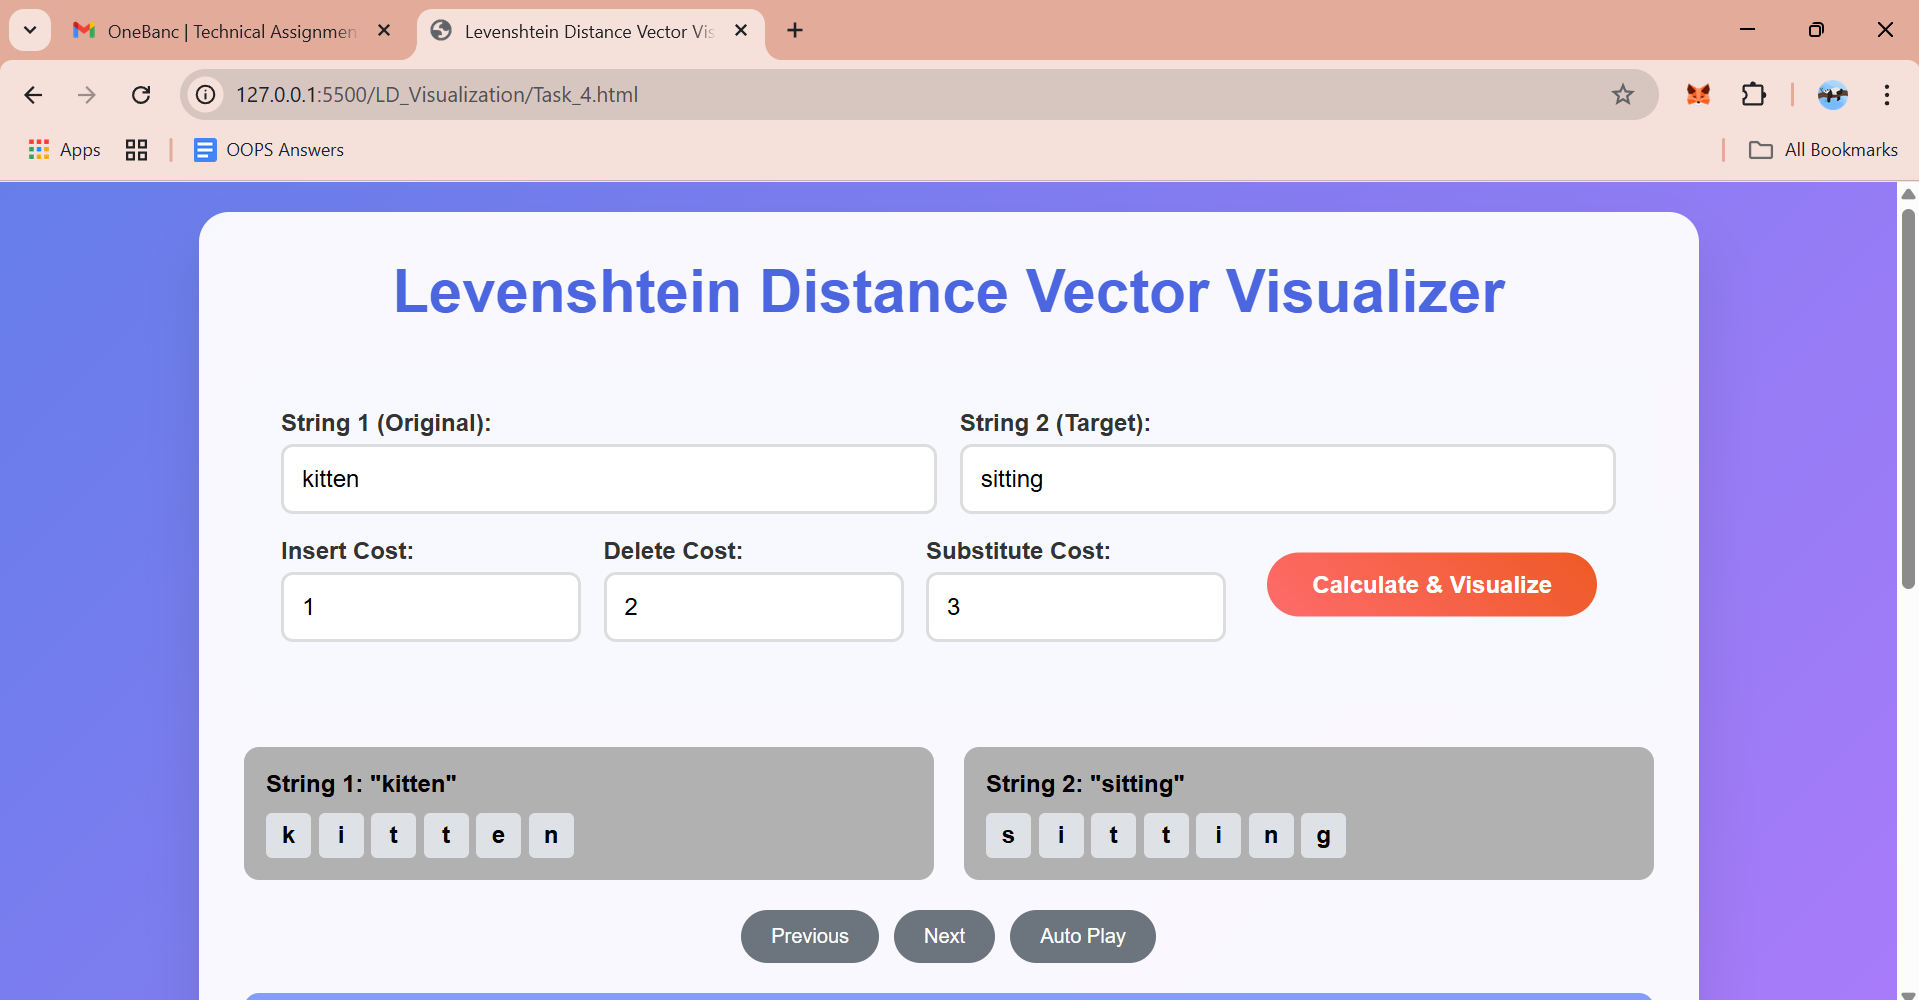 OneBanc | Technical Assignmen
Levenshtein Distance Vector Vis
127.0.0.1:5500/LD_Visualization/Task_4.html
Apps
OOPS Answers
All Bookmarks
Levenshtein Distance Vector Visualizer
String 1 (Original):
String 2 (Target):
kitten
sitting
Insert Cost:
Delete Cost:
Substitute Cost:
1
2
3
Calculate & Visualize
String 1: "kitten"
k i t t e n
String 2: "sitting"
s i t t i n g
Previous
Next
Auto Play